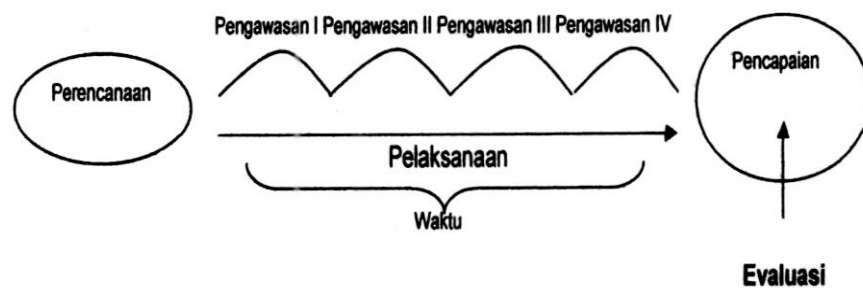 Pengawasan I Pengawasan II Pengawasan III Pengawasan IV
Perencanaan
Pencapaian
Pelaksanaan
Waktu
Evaluasi